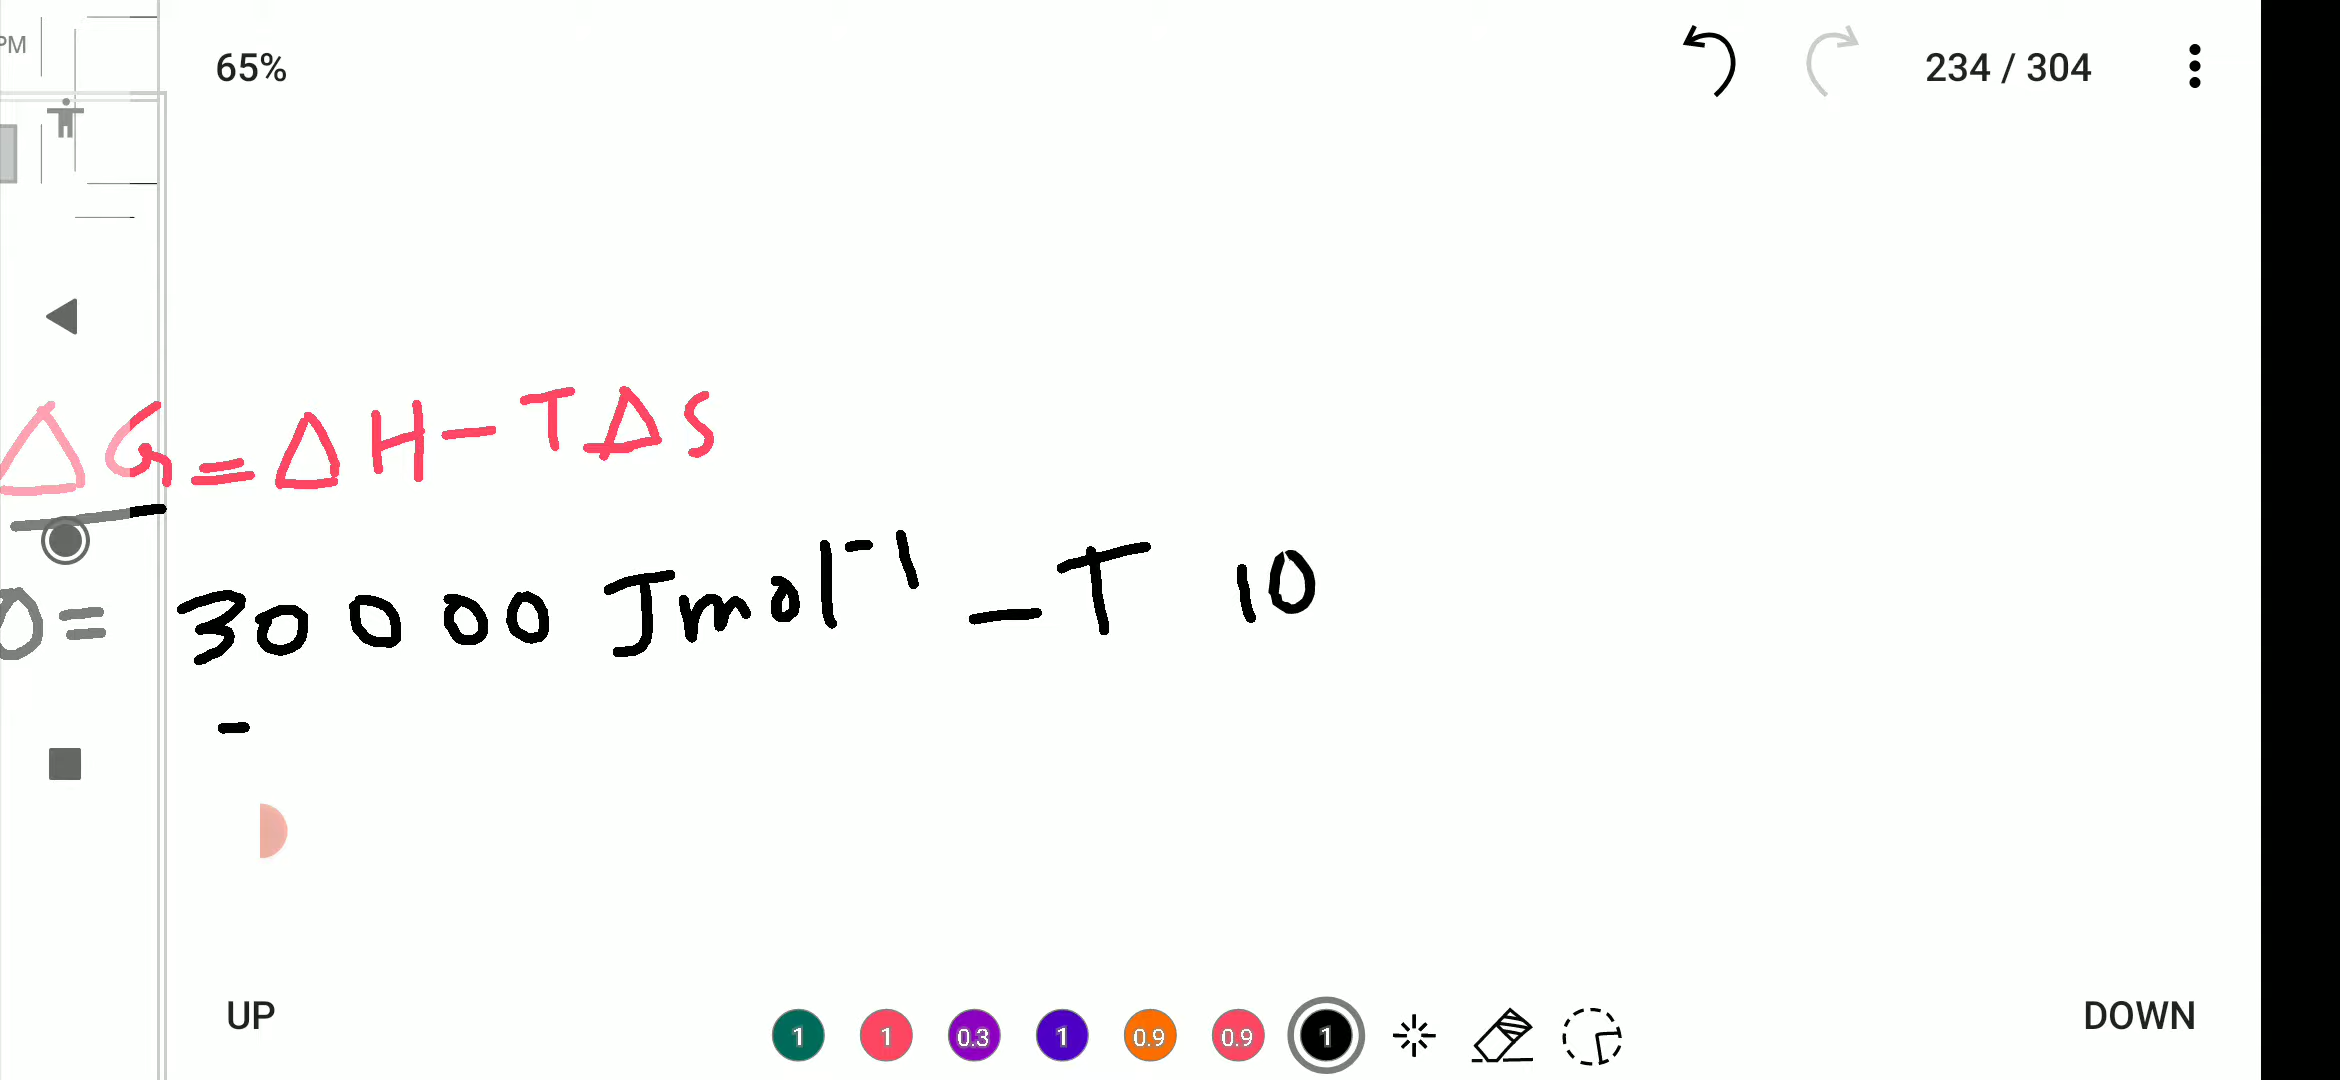 PM
65%
234 / 304
ΔG=ΔH-TΔS
0= 30000 Jmol⁻¹ - T 10
-
UP
1 1 0.3 1 0.9 0.9 1
DOWN